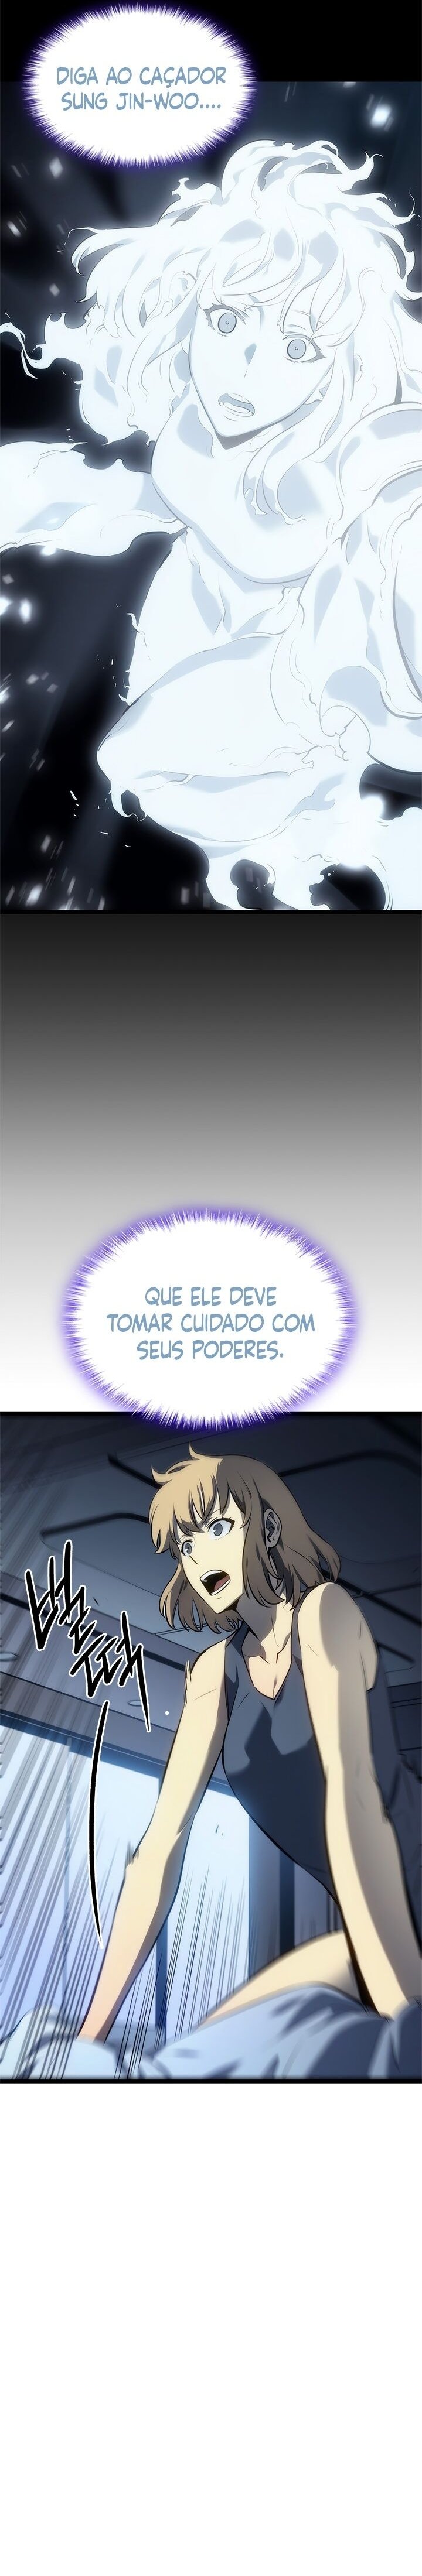 DIGA AO CAÇADOR
SUNG JIN-WOO....
QUE ELE DEVE
TOMAR CUIDADO COM
SEUS PODERES.